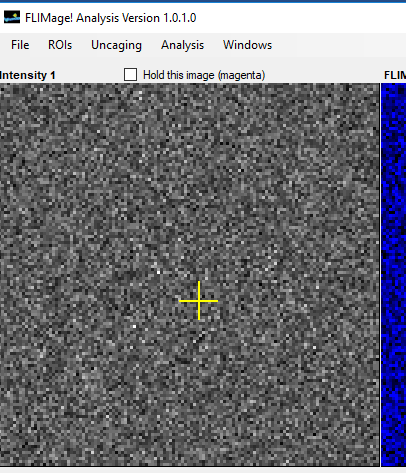 FLIMage! Analysis Version 1.0.1.0
File ROIs Uncaging Analysis Windows
Intensity 1 Hold this image (magenta) FLIM